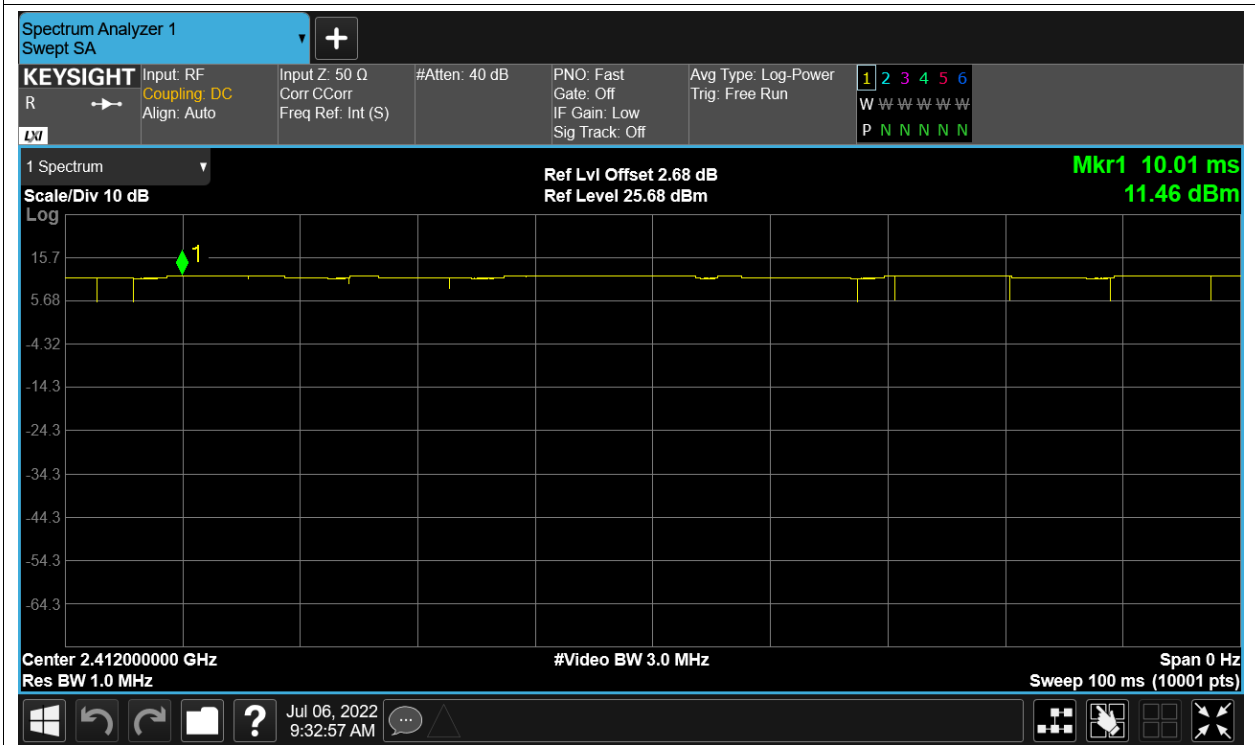 Spectrum Analyzer 1
Swept SA
KEYSIGHT
R
LXI
Input: RF
Coupling: DC
Align: Auto
Input Z: 50 Ω
Corr CCorr
Freq Ref: Int (S)
#Atten: 40 dB
PNO: Fast
Gate: Off
IF Gain: Low
Sig Track: Off
Avg Type: Log-Power
Trig: Free Run
1 2 3 4 5 6
W W W W W W
P N N N N N
1 Spectrum
Scale/Div 10 dB
Ref Lvl Offset 2.68 dB
Ref Level 25.68 dBm
Mkr1 10.01 ms
11.46 dBm
Log
1
15.7
5.68
-4.32
-14.3
-24.3
-34.3
-44.3
-54.3
-64.3
Center 2.412000000 GHz
#Video BW 3.0 MHz
Span 0 Hz
Res BW 1.0 MHz
Sweep 100 ms (10001 pts)
?
Jul 06, 2022
9:32:57 AM